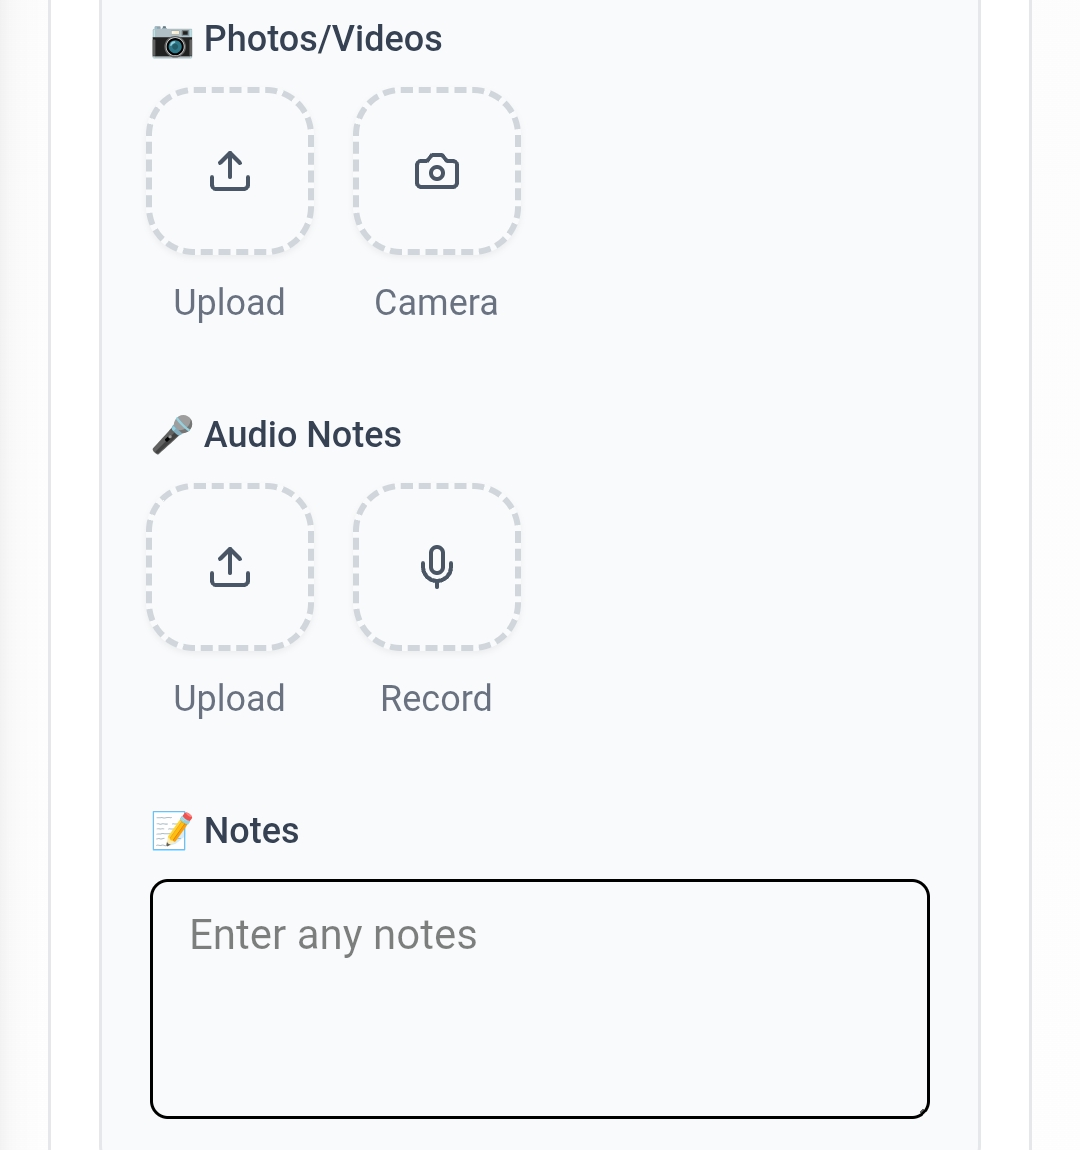 Photos/Videos
Upload Camera
Audio Notes
Upload Record
Notes
Enter any notes